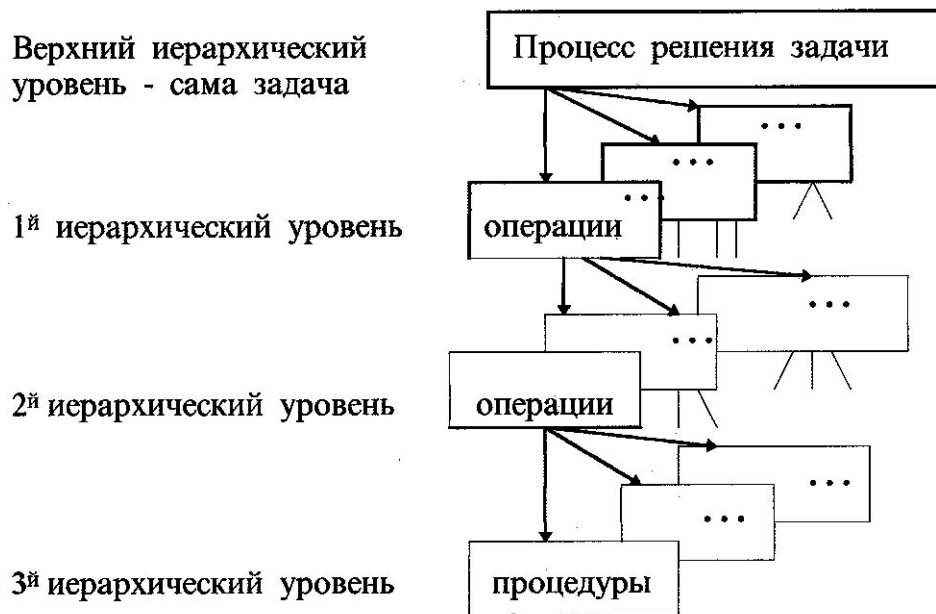 Верхний иерархический
уровень - сама задача
Процесс решения задачи
• • •
• • •
• • •
1й иерархический уровень
операции
• • •
• • •
2й иерархический уровень
операции
• • •
• • •
3й иерархический уровень
процедуры